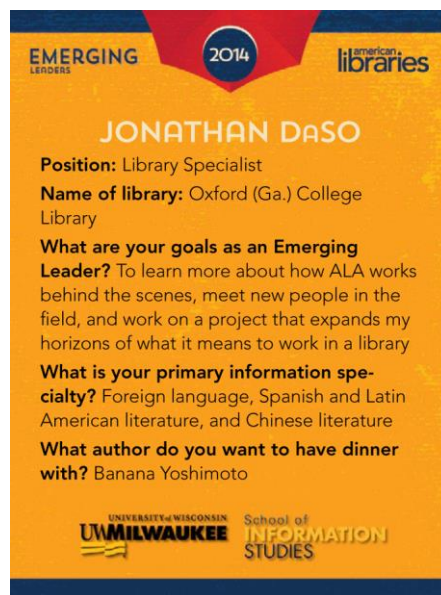 EMERGING
LEADERS
2014
american
libraries
JONATHAN DASO
Position: Library Specialist
Name of library: Oxford (Ga.) College
Library
What are your goals as an Emerging
Leader? To learn more about how ALA works
behind the scenes, meet new people in the
field, and work on a project that expands my
horizons of what it means to work in a library
What is your primary information spe-
cialty? Foreign language, Spanish and Latin
American literature, and Chinese literature
What author do you want to have dinner
with? Banana Yoshimoto
UNIVERSITY of WISCONSIN
UWMILWAUKEE
School of
INFORMATION
STUDIES